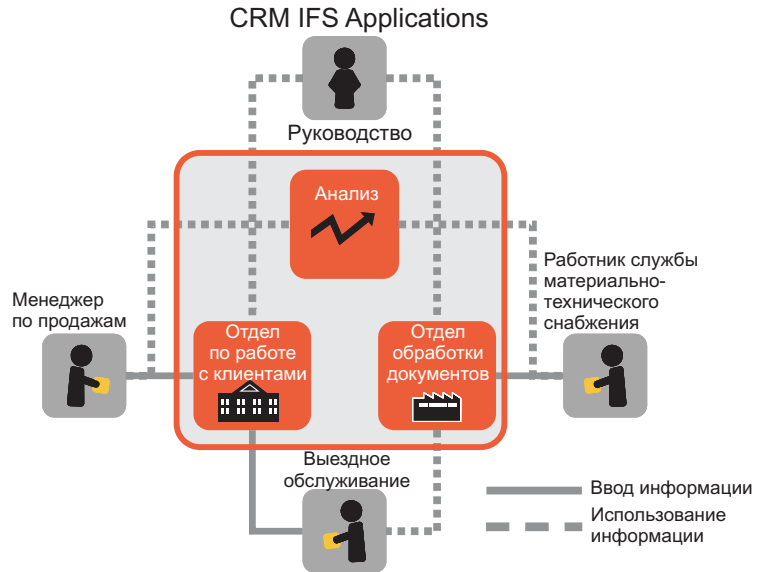 CRM IFS Applications
Руководство
Анализ
Работник службы
материально-
технического
снабжения
Менеджер
по продажам
Отдел
по работе
с клиентами
Отдел
обработки
документов
Выездное
обслуживание
Ввод информации
Использование
информации